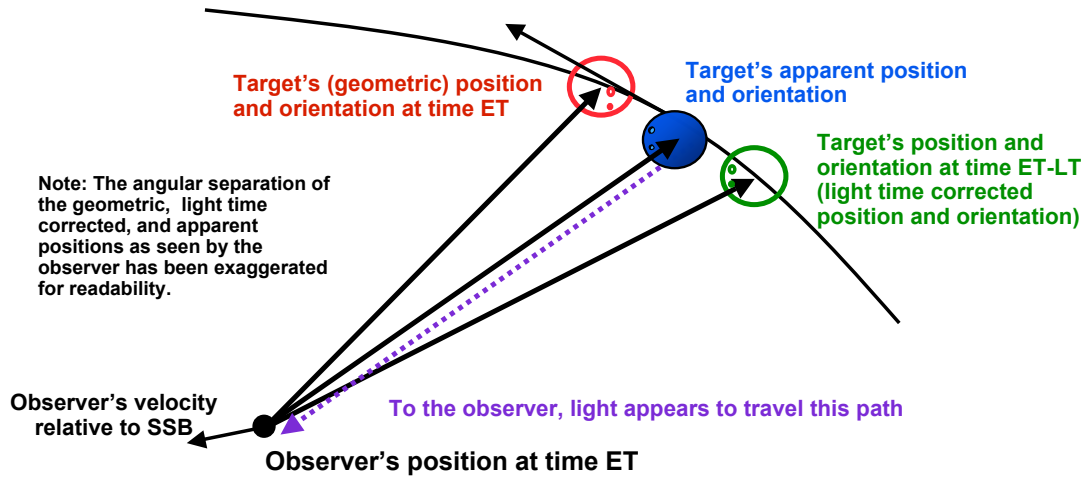 Target's (geometric) position
and orientation at time ET
Target's apparent position
and orientation
Target's position and
orientation at time ET-LT
(light time corrected
position and orientation)
Note: The angular separation of
the geometric,  light time
corrected, and apparent
positions as seen by the
observer has been exaggerated
for readability.
Observer's velocity
relative to SSB
To the observer, light appears to travel this path
Observer's position at time ET